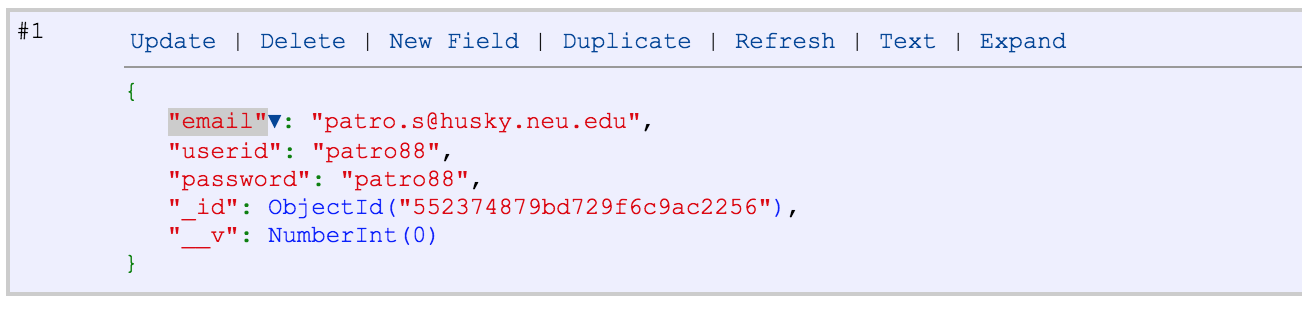 #1
Update | Delete | New Field | Duplicate | Refresh | Text | Expand
{
"email"▼: "patro.s@husky.neu.edu",
"userid": "patro88",
"password": "patro88",
"_id": ObjectId("552374879bd729f6c9ac2256"),
"__v": NumberInt(0)
}